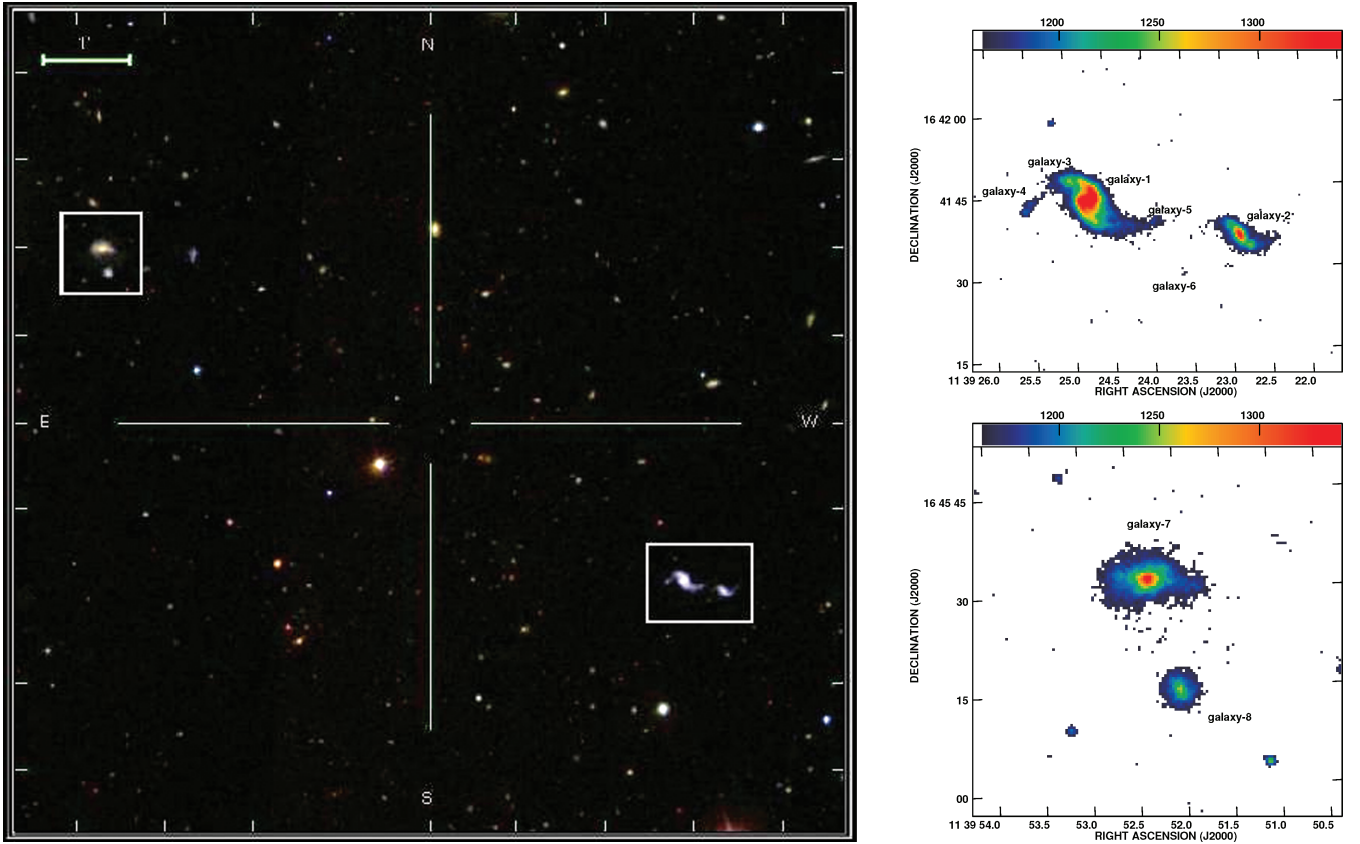 1'
N
E
W
S
1200 1250 1300
16 42 00
galaxy-3
galaxy-1
galaxy-4
41 45
galaxy-5
galaxy-2
30
galaxy-6
15
11 39 26.0 25.5 25.0 24.5 24.0 23.5 23.0 22.5 22.0
RIGHT ASCENSION (J2000)
DECLINATION (J2000)
1200 1250 1300
16 45 45
galaxy-7
30
15
galaxy-8
00
11 39 54.0 53.5 53.0 52.5 52.0 51.5 51.0 50.5
RIGHT ASCENSION (J2000)
DECLINATION (J2000)